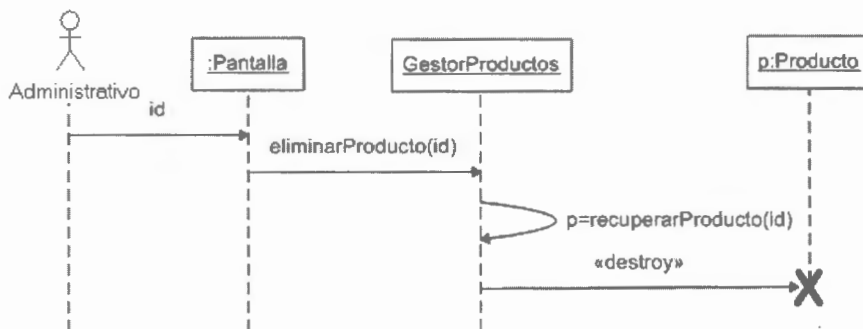 :Pantalla
GestorProductos
p:Producto
Administrativo
id
eliminarProducto(id)
p=recuperarProducto(id)
«destroy»